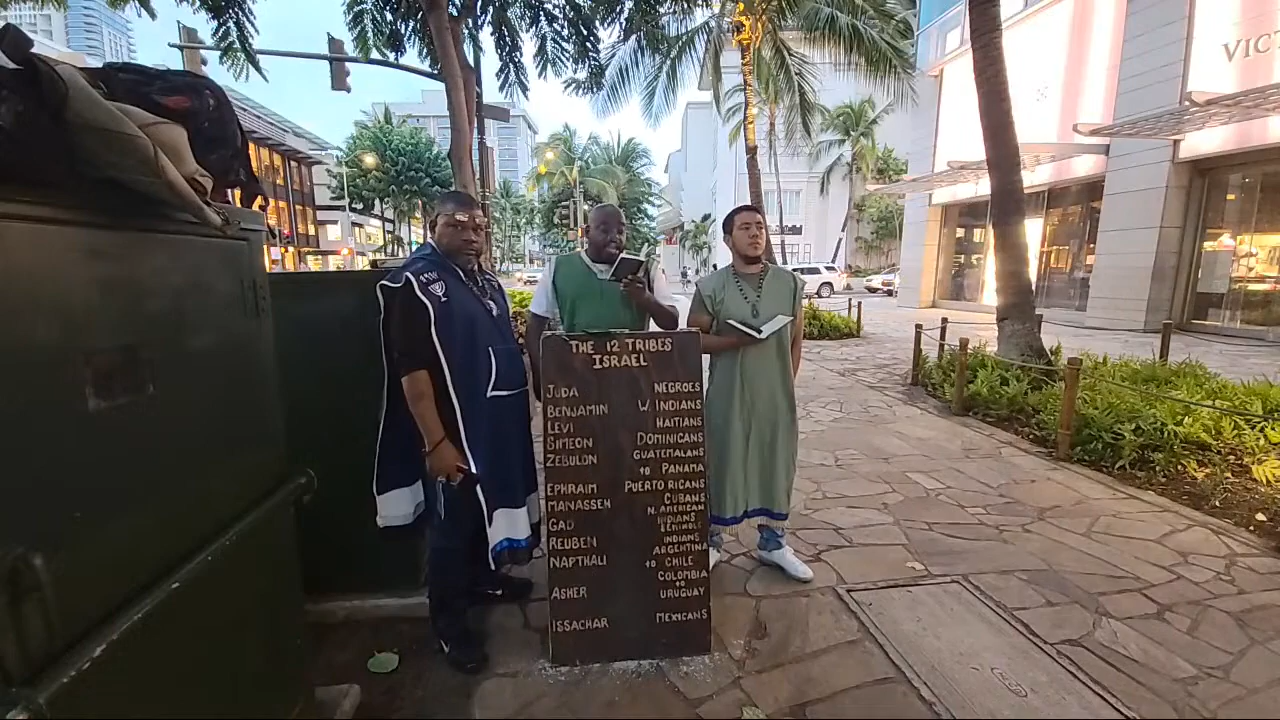 THE 12 TRIBES
ISRAEL
JUDA NEGROES
BENJAMIN W. INDIANS
LEVI HAITIANS
SIMEON DOMINICANS
ZEBULON GUATEMALANS
TO PANAMA
EPHRAIM PUERTO RICANS
MANASSEH CUBANS
GAD N. AMERICAN
INDIANS
REUBEN SEMINOLE
INDIANS
NAPTHALI ARGENTINA
TO CHILE
COLOMBIA
TO
ASHER URUGUAY
ISSACHAR MEXICANS
VICT